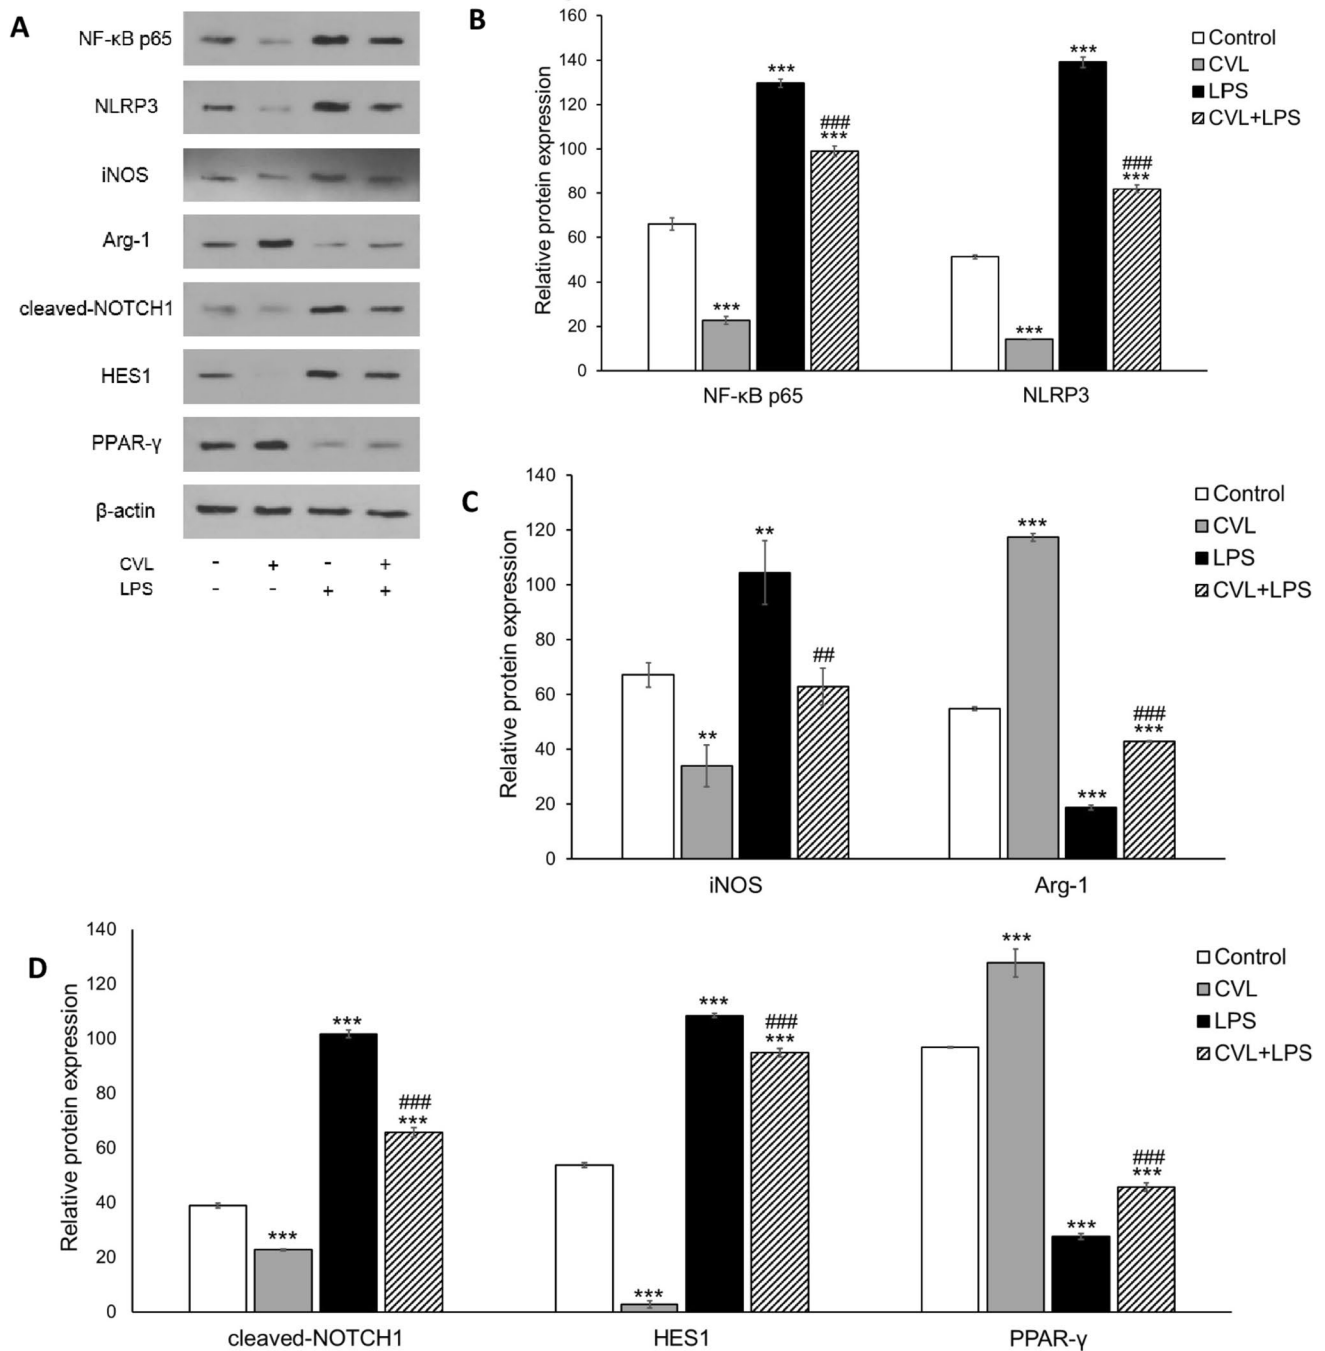 A
NF-κB p65
NLRP3
iNOS
Arg-1
cleaved-NOTCH1
HES1
PPAR-γ
β-actin
CVL - + - +
LPS - - + +
B
Relative protein expression
160
140
120
100
80
60
40
20
0
***
***
###
***
***
***
###
***
NF-κB p65 NLRP3
Control
CVL
LPS
CVL+LPS
C
Relative protein expression
140
120
100
80
60
40
20
0
**
**
##
***
***
###
***
iNOS Arg-1
Control
CVL
LPS
CVL+LPS
D
Relative protein expression
140
120
100
80
60
40
20
0
***
***
###
***
***
***
###
***
***
***
###
***
cleaved-NOTCH1 HES1 PPAR-γ
Control
CVL
LPS
CVL+LPS